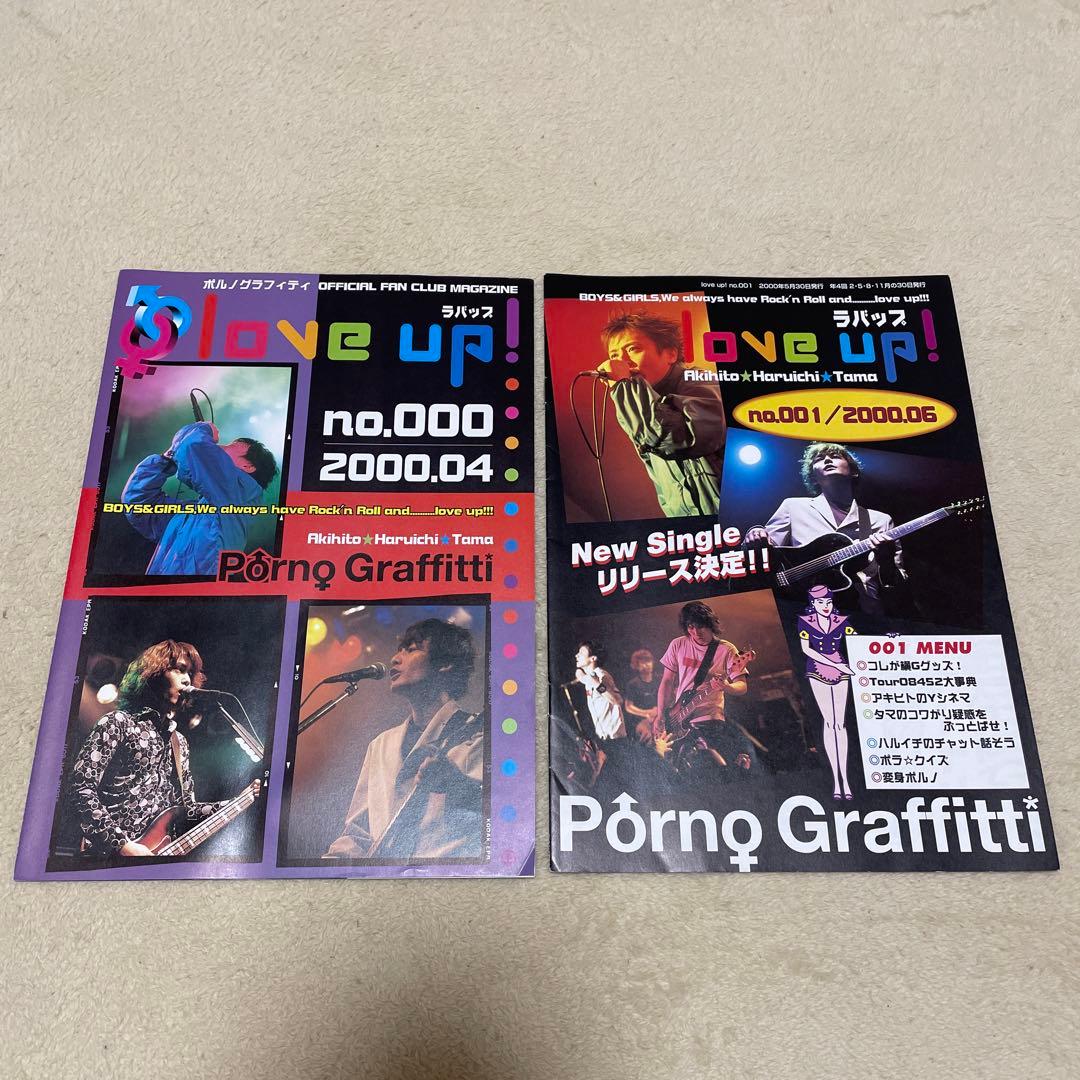 ポルノグラフィティ OFFICIAL FAN CLUB MAGAZINE
ラバップ
love up!
no.000
2000.04
BOYS&GIRLS,We always have Rock'n Roll and..........love up!!!
Akihito★Haruichi★Tama
Porno Graffitti
KODAK EPH
KODAK EPH
love up! no.001 2000年5月30日発行 年4回 2・5・8・11月の30日発行
BOYS&GIRLS,We always have Rock'n Roll and..........love up!!!
ラバップ
love up!
Akihito★Haruichi★Tama
no.001/2000.06
New Single
リリース決定!!
001 MENU
◎コレが噂Gグッズ!
◎Tour08452大事典
◎アキヒトのYシネマ
◎タマのコワがり疑惑を
ぶっとばせ!
◎ハルイチのチャット話そう
◎ポラ☆クイズ
◎変身ポルノ
Porno Graffitti